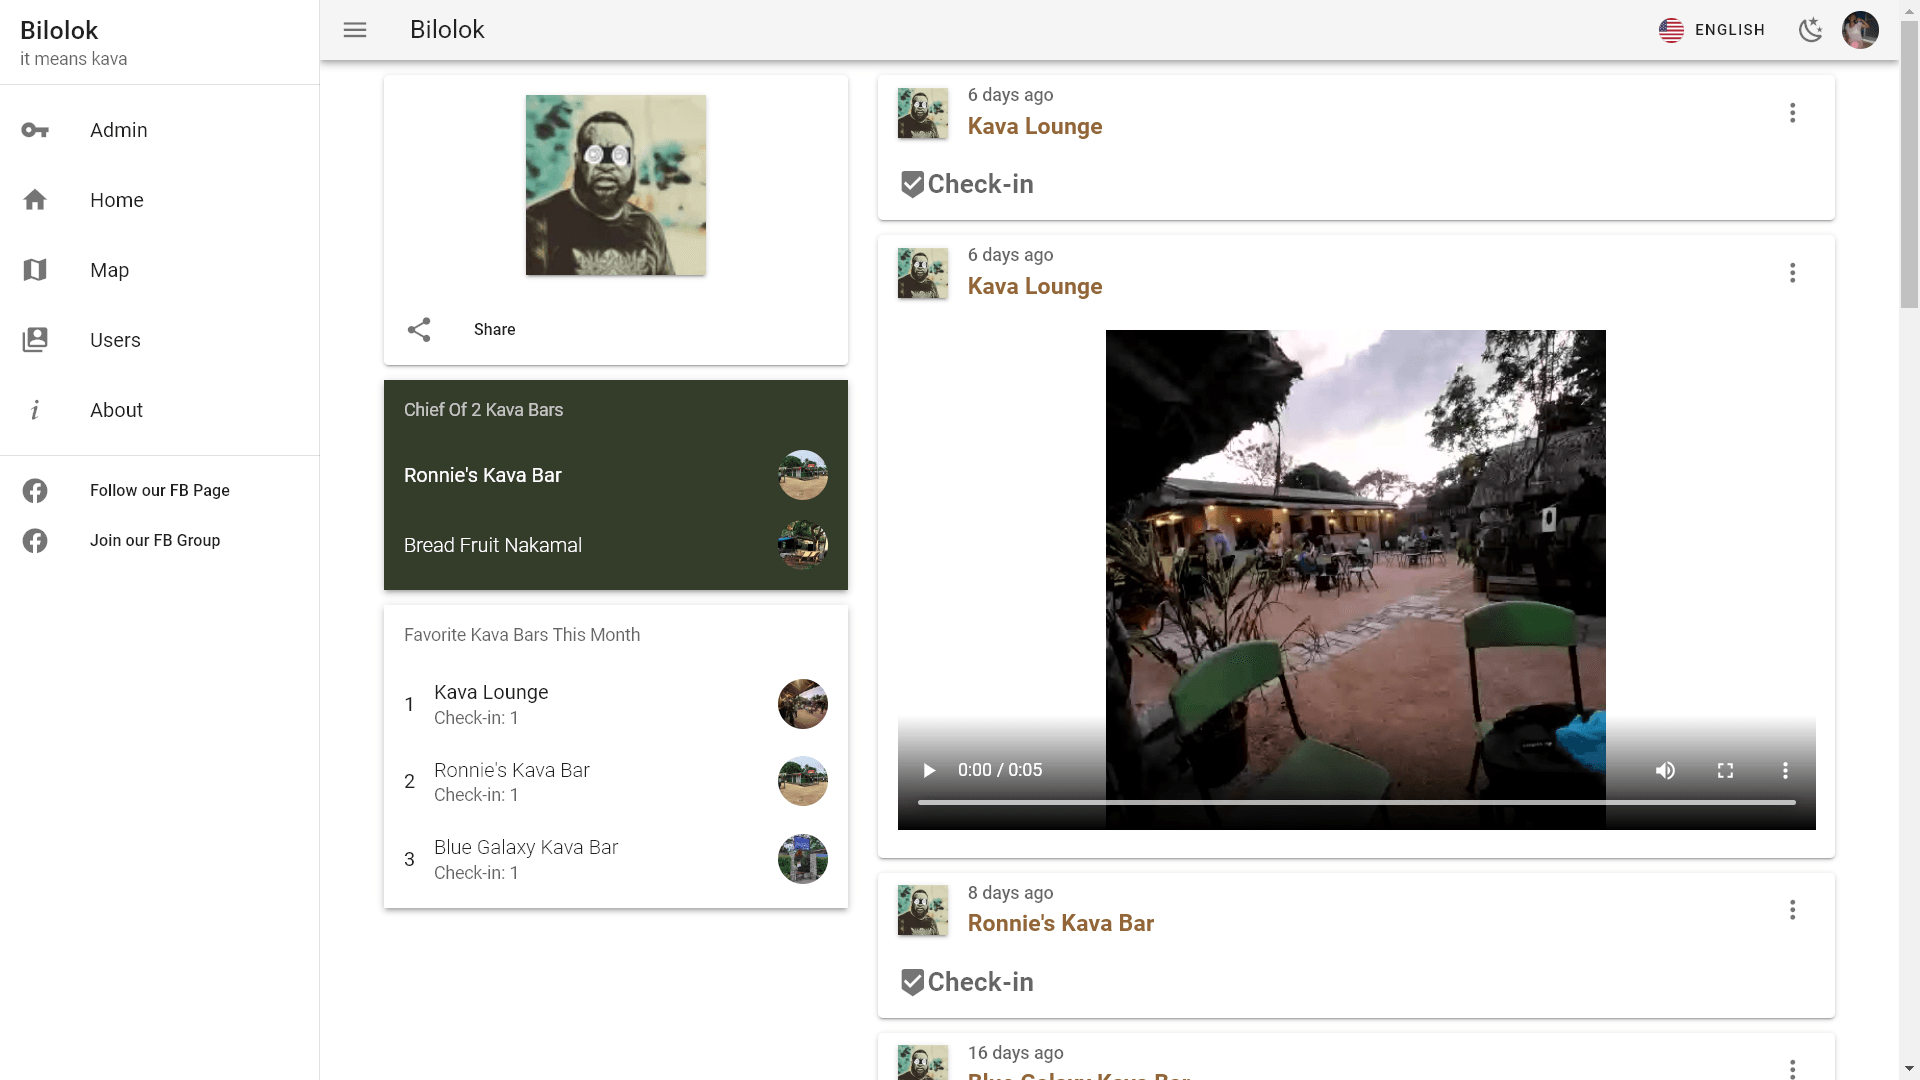 Bilolok
it means kava
Admin
Home
Map
Users
About
Follow our FB Page
Join our FB Group
Bilolok
ENGLISH
Share
Chief Of 2 Kava Bars
Ronnie's Kava Bar
Bread Fruit Nakamal
Favorite Kava Bars This Month
1
Kava Lounge
Check-in: 1
2
Ronnie's Kava Bar
Check-in: 1
3
Blue Galaxy Kava Bar
Check-in: 1
6 days ago
Kava Lounge
Check-in
6 days ago
Kava Lounge
0:00 / 0:05
8 days ago
Ronnie's Kava Bar
Check-in
16 days ago
Blue Galaxy Kava Bar